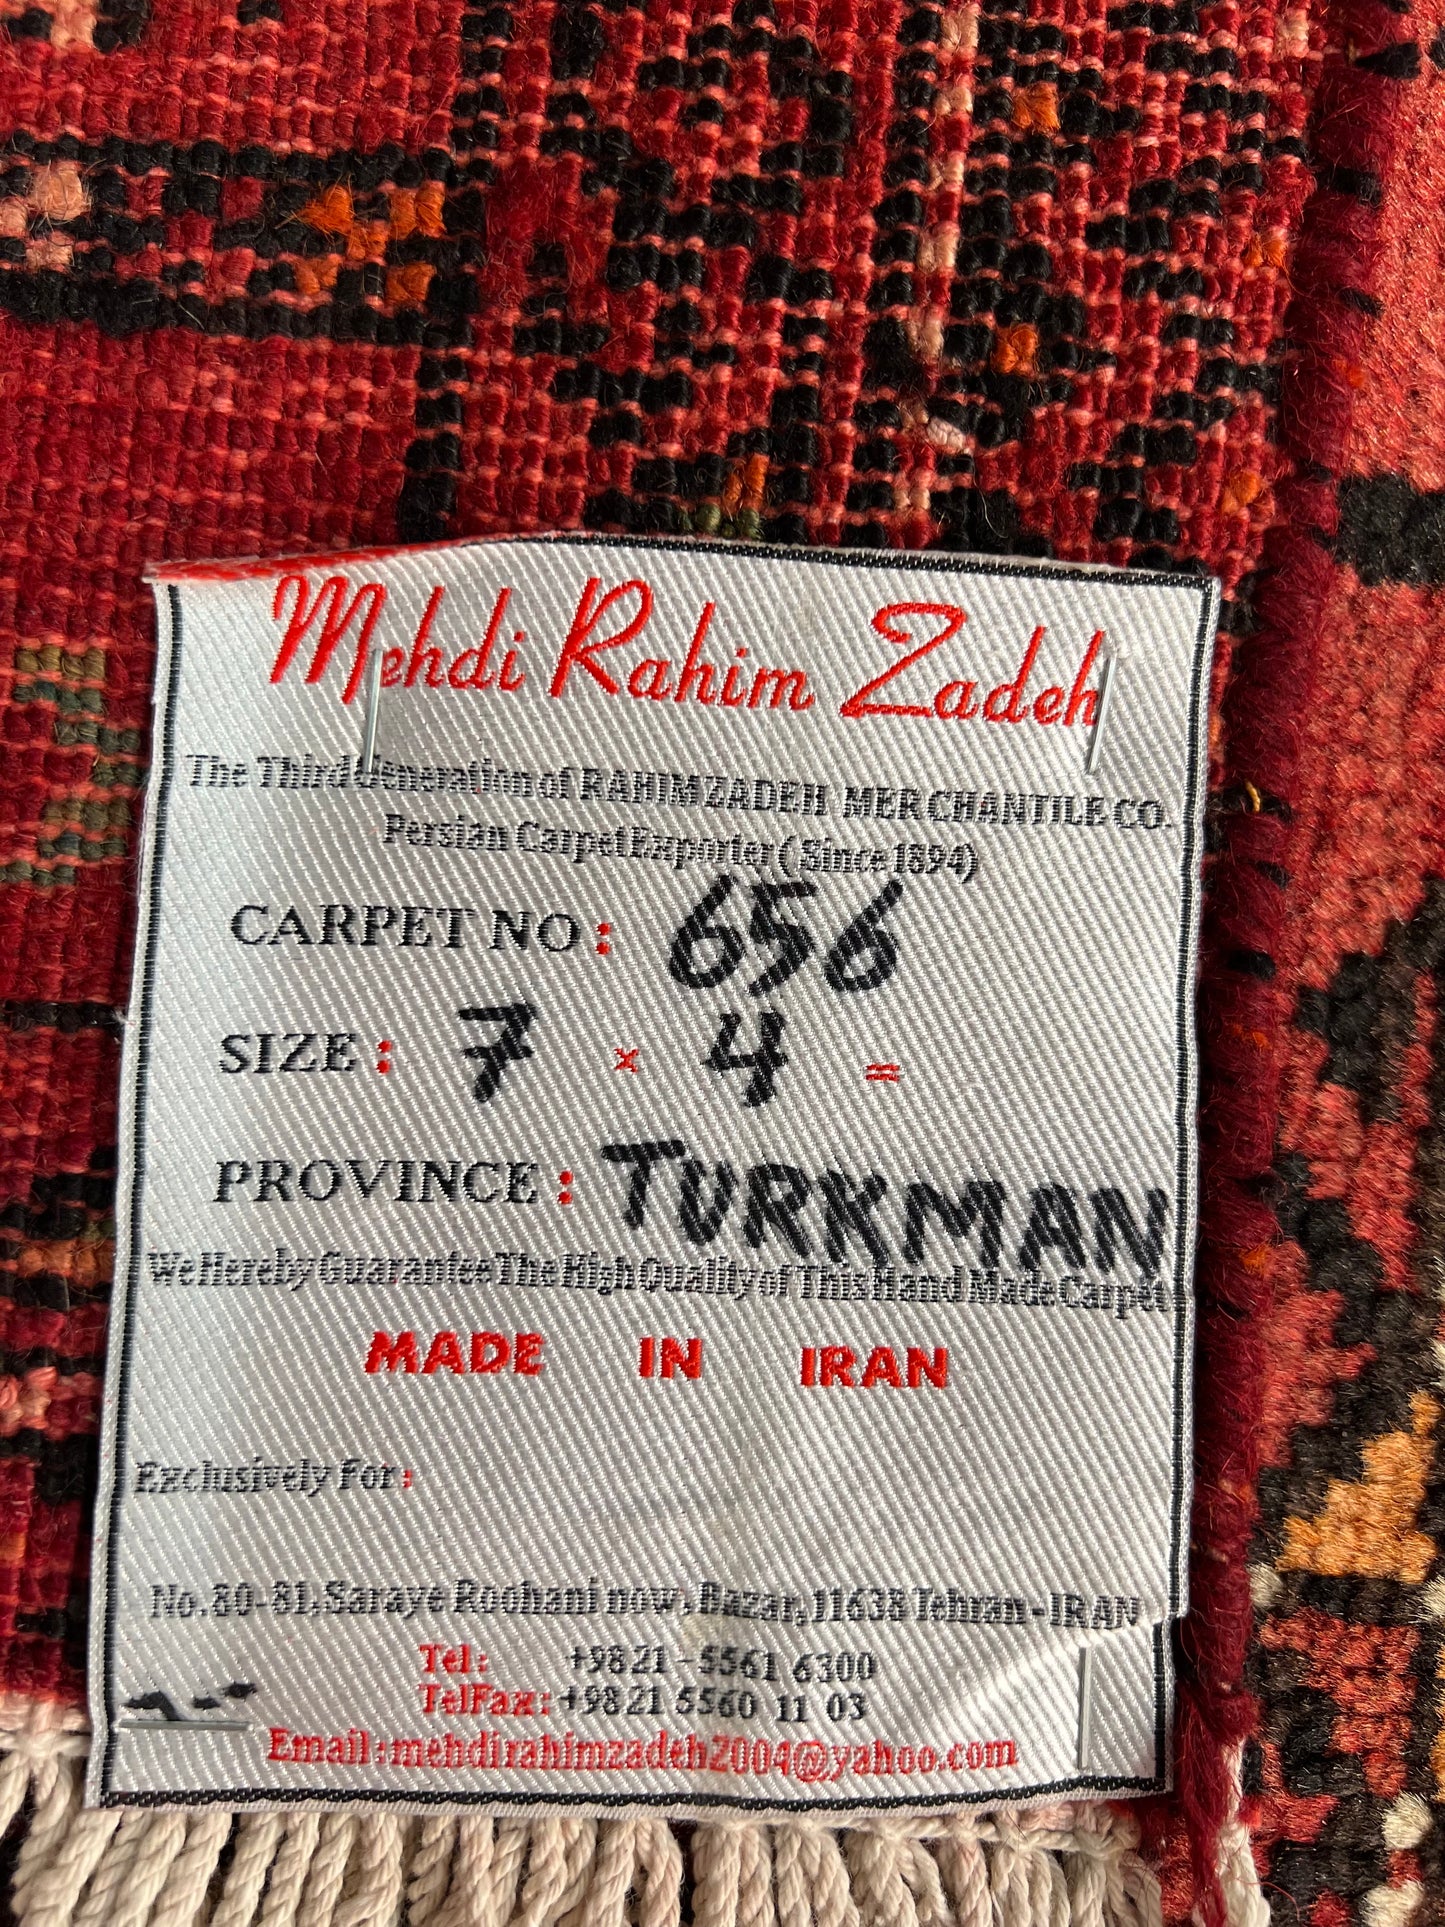 Mehdi Rahim Zadeh
The Third Generation of RAHIMZADEH MERCHANTILE CO.
Persian Carpet Exporter ( Since 1894)
CARPET NO : 656
SIZE : 7 x 4 =
PROVINCE : TURKMAN
We Hereby Guarantee The High Quality of This Hand Made Carpet
MADE IN IRAN
Exclusively For :
No. 80-81, Saraye Roohani now, Bazar, 11638 Tehran - IRAN
Tel: +98 21 - 5561 6300
TelFax: +98 21 5560 11 03
Email: mehdirahimzadeh2004@yahoo.com